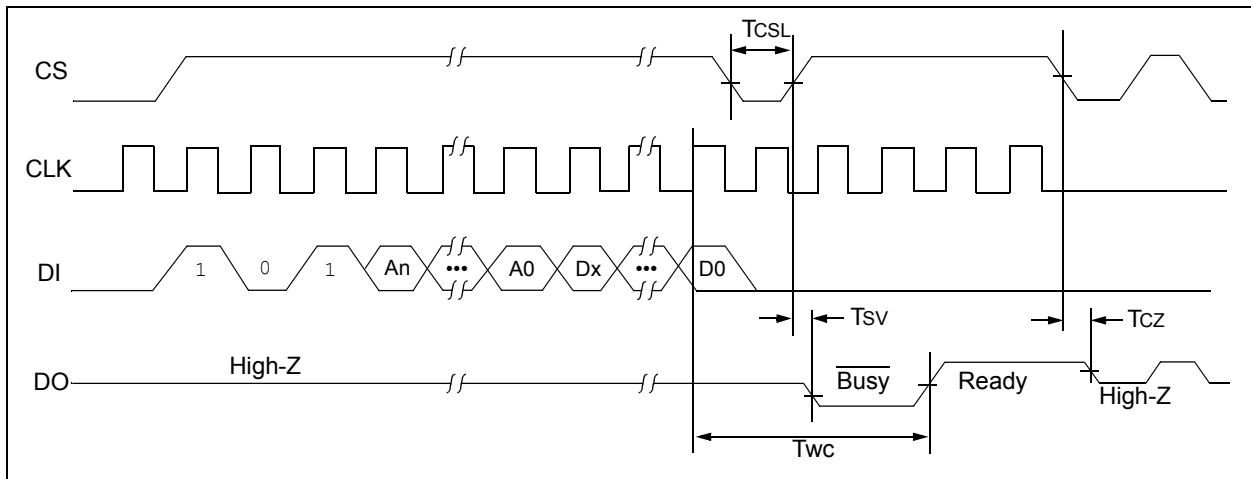 TCSL
CS
CLK
DI
1 0 1 An ••• A0 Dx ••• D0
TSV
TCZ
High-Z
DO
Busy
Ready
High-Z
Twc